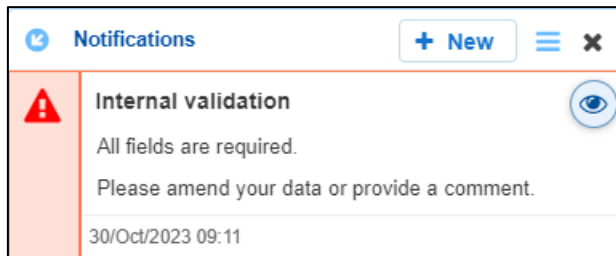 Notifications
+ New
Internal validation
All fields are required.
Please amend your data or provide a comment.
30/Oct/2023 09:11